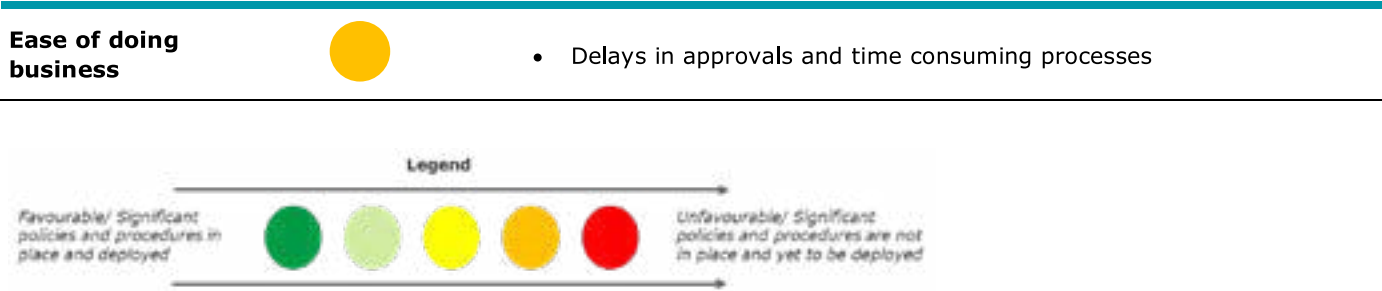 Ease of doing
business
• Delays in approvals and time consuming processes
Legend
Favourable/ Significant
policies and procedures in
place and deployed
Unfavourable/ Significant
policies and procedures are not
in place and yet to be deployed